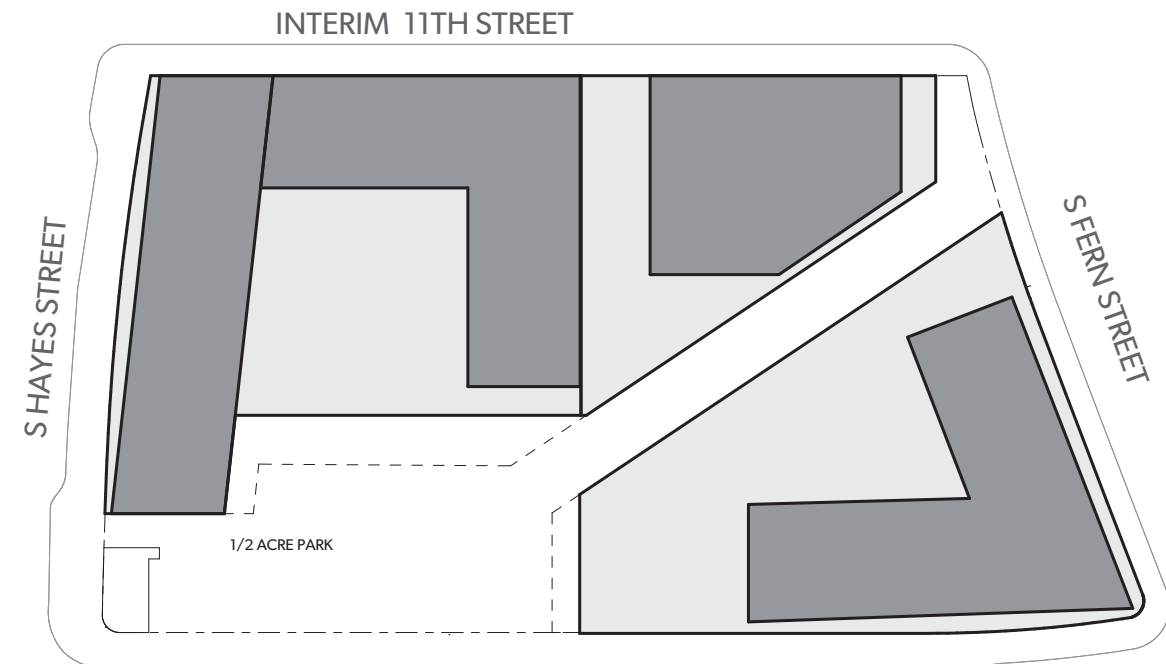 INTERIM 11TH STREET
S HAYES STREET
S FERN STREET
1/2 ACRE PARK